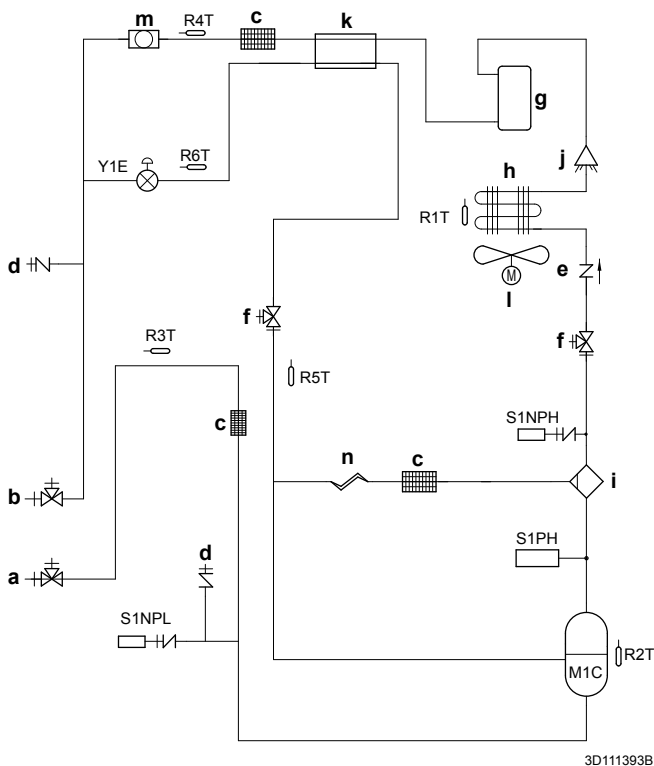 m
R4T
c
k
g
j
Y1E
R6T
h
R1T
d
M
l
e
f
f
R3T
R5T
c
S1NPH
n
c
i
b
a
d
S1PH
S1NPL
M1C
R2T
3D111393B